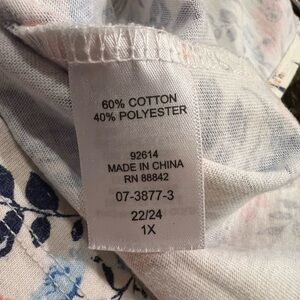 60% COTTON
40% POLYESTER
92614
MADE IN CHINA
RN 88842
07-3877-3
22/24
1X